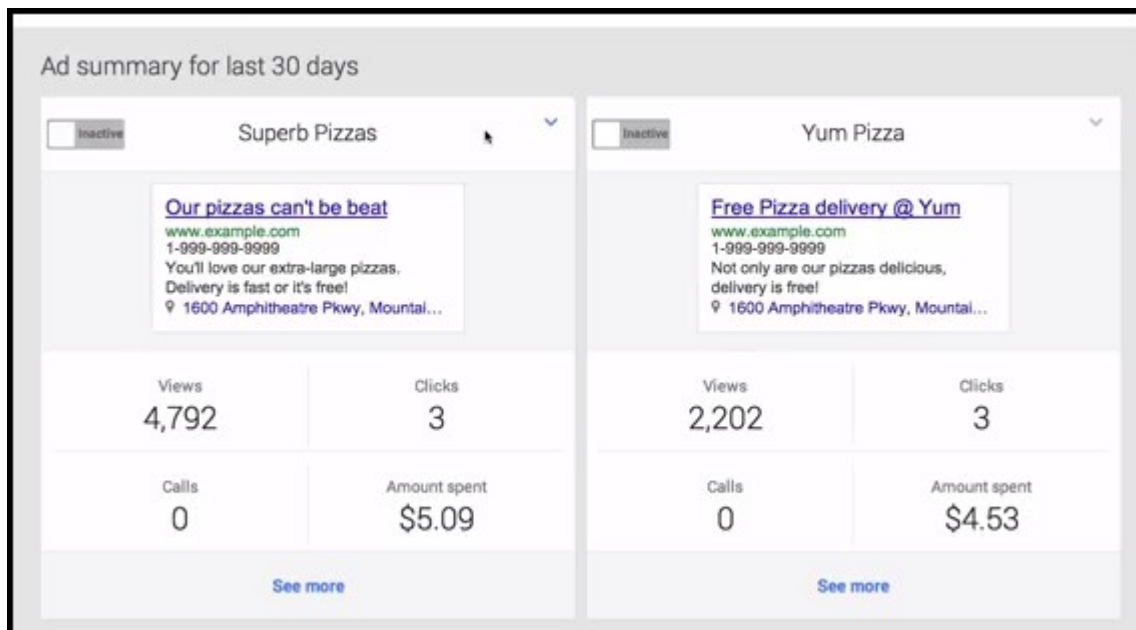 Ad summary for last 30 days
Inactive
Superb Pizzas
Our pizzas can't be beat
www.example.com
1-999-999-9999
You'll love our extra-large pizzas.
Delivery is fast or it's free!
1600 Amphitheatre Pkwy, Mountai...
Views
4,792
Clicks
3
Calls
0
Amount spent
$5.09
See more
Inactive
Yum Pizza
Free Pizza delivery @ Yum
www.example.com
1-999-999-9999
Not only are our pizzas delicious,
delivery is free!
1600 Amphitheatre Pkwy, Mountai...
Views
2,202
Clicks
3
Calls
0
Amount spent
$4.53
See more